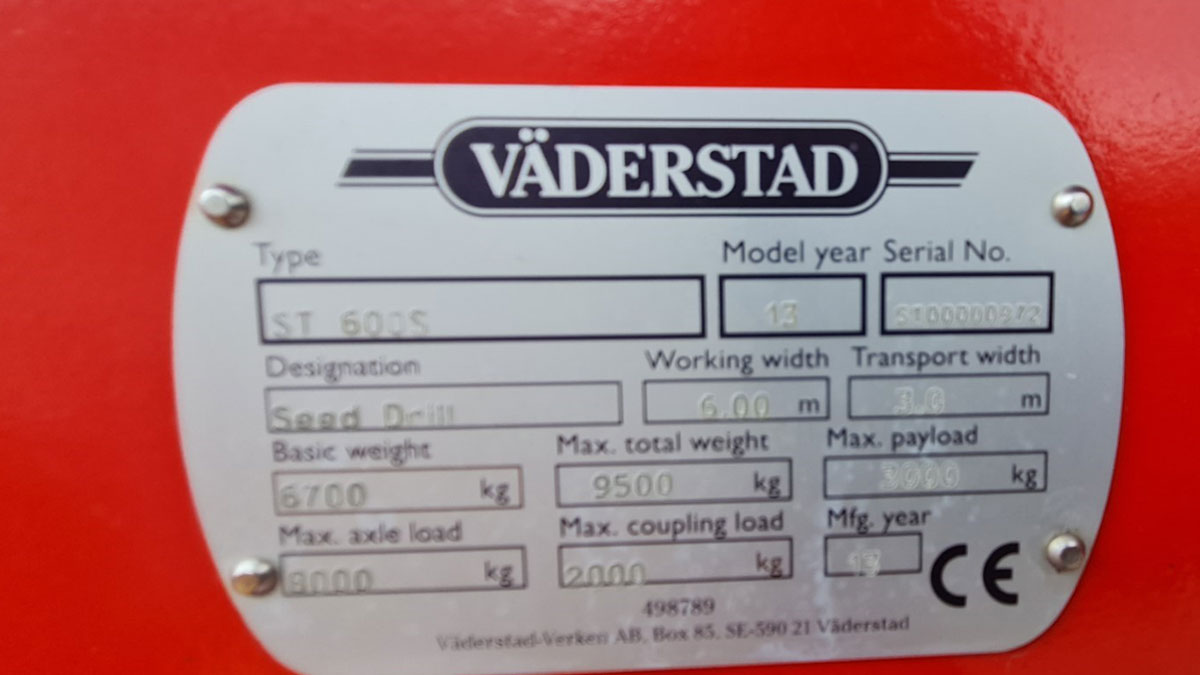 VÄDERSTAD
Type Model year Serial No.
ST 600S 13
Designation Working width Transport width
Seed Drill 6.00 m 3.0 m
Basic weight Max. total weight Max. payload
6700 kg 9500 kg 3000 kg
Max. axle load Max. coupling load Mfg. year
kg 2000 kg
CE
498789
Väderstad-Verken AB, Box 85, SE-590 21 Väderstad